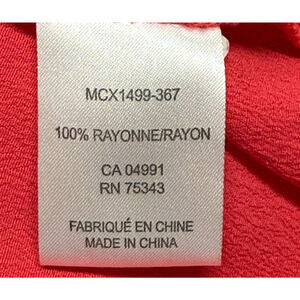 MCX1499-367
100% RAYONNE/RAYON
CA 04991
RN 75343
FABRIQUÉ EN CHINE
MADE IN CHINA